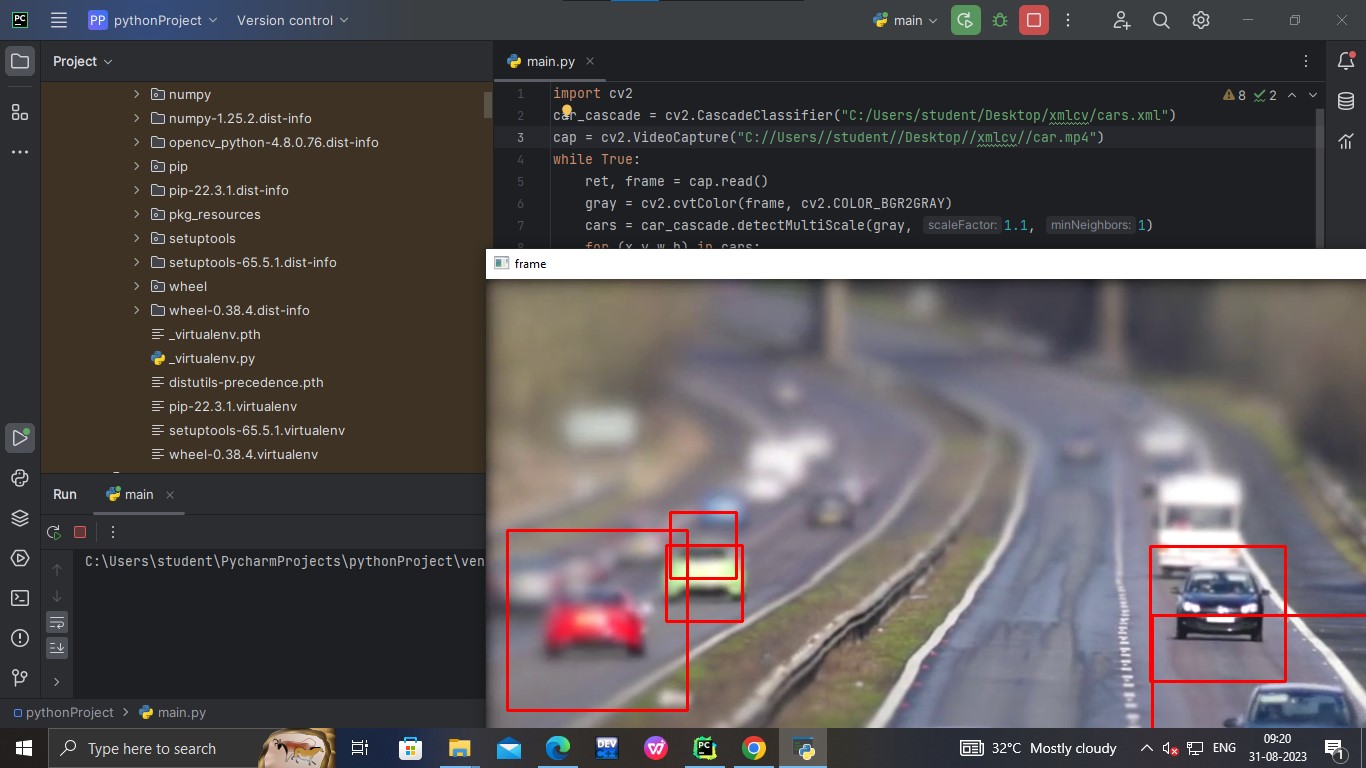 PC
PP pythonProject
Version control
main
Project
numpy
numpy-1.25.2.dist-info
opencv_python-4.8.0.76.dist-info
pip
pip-22.3.1.dist-info
pkg_resources
setuptools
setuptools-65.5.1.dist-info
wheel
wheel-0.38.4.dist-info
_virtualenv.pth
_virtualenv.py
distutils-precedence.pth
pip-22.3.1.virtualenv
setuptools-65.5.1.virtualenv
wheel-0.38.4.virtualenv
main.py
8 2
1 import cv2
2 car_cascade = cv2.CascadeClassifier("C:/Users/student/Desktop/xmlcv/cars.xml")
3 cap = cv2.VideoCapture("C://Users//student//Desktop//xmlcv//car.mp4")
4 while True:
5 ret, frame = cap.read()
6 gray = cv2.cvtColor(frame, cv2.COLOR_BGR2GRAY)
7 cars = car_cascade.detectMultiScale(gray, scaleFactor: 1.1, minNeighbors: 1)
8 for (x,y,w,h) in cars:
frame
Run main
C:\Users\student\PycharmProjects\pythonProject\ven
pythonProject > main.py
Type here to search
DEV
PC
32°C Mostly cloudy
ENG
09:20
31-08-2023
1